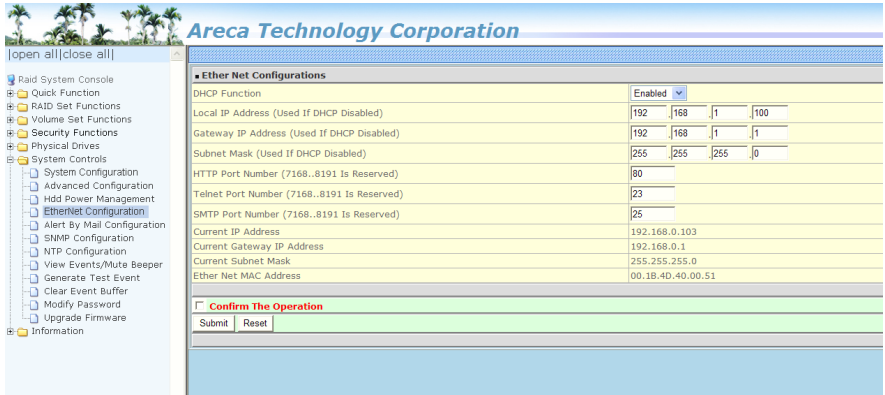 Areca Technology Corporation
|open all|close all|
Raid System Console
Quick Function
RAID Set Functions
Volume Set Functions
Security Functions
Physical Drives
System Controls
System Configuration
Advanced Configuration
Hdd Power Management
EtherNet Configuration
Alert By Mail Configuration
SNMP Configuration
NTP Configuration
View Events/Mute Beeper
Generate Test Event
Clear Event Buffer
Modify Password
Upgrade Firmware
Information
Ether Net Configurations
DHCP Function Enabled
Local IP Address (Used If DHCP Disabled) 192 .168 .1 .100
Gateway IP Address (Used If DHCP Disabled) 192 .168 .1 .1
Subnet Mask (Used If DHCP Disabled) 255 .255 .255 .0
HTTP Port Number (7168..8191 Is Reserved) 80
Telnet Port Number (7168..8191 Is Reserved) 23
SMTP Port Number (7168..8191 Is Reserved) 25
Current IP Address 192.168.0.103
Current Gateway IP Address 192.168.0.1
Current Subnet Mask 255.255.255.0
Ether Net MAC Address 00.1B.4D.40.00.51
Confirm The Operation
Submit Reset